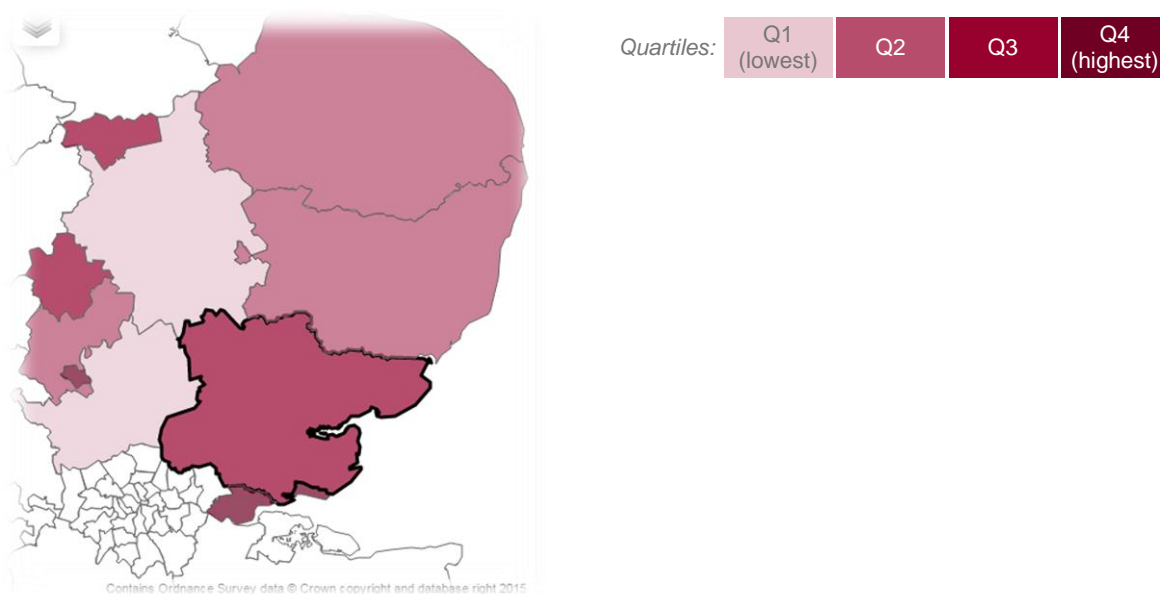 Quartiles:
Q1
(lowest)
Q2
Q3
Q4
(highest)
Contains Ordnance Survey data © Crown copyright and database right 2015